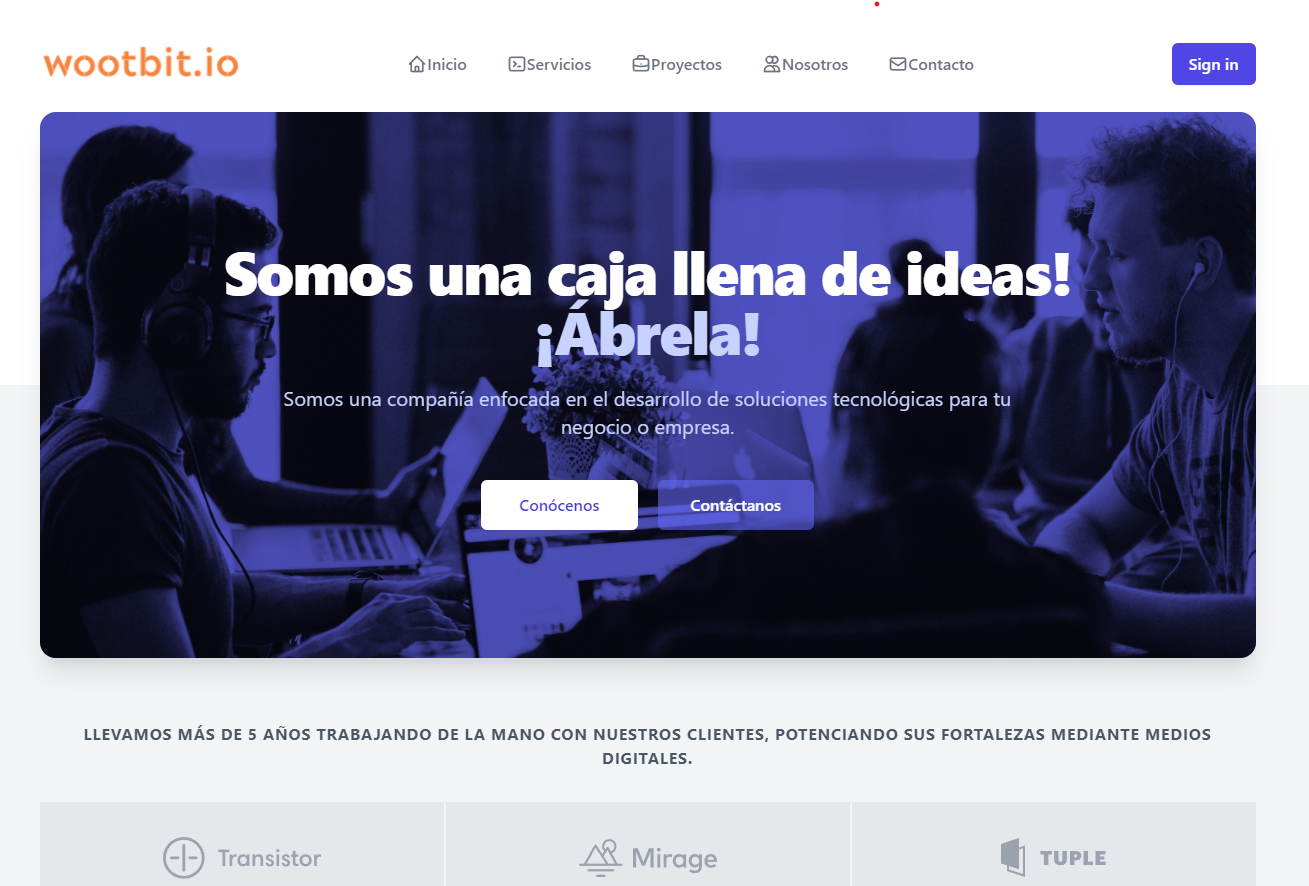 wootbit.io
Inicio
Servicios
Proyectos
Nosotros
Contacto
Sign in
Somos una caja llena de ideas!
¡Ábrela!
Somos una compañía enfocada en el desarrollo de soluciones tecnológicas para tu
negocio o empresa.
Conócenos
Contáctanos
LLEVAMOS MÁS DE 5 AÑOS TRABAJANDO DE LA MANO CON NUESTROS CLIENTES, POTENCIANDO SUS FORTALEZAS MEDIANTE MEDIOS
DIGITALES.
Transistor
Mirage
TUPLE